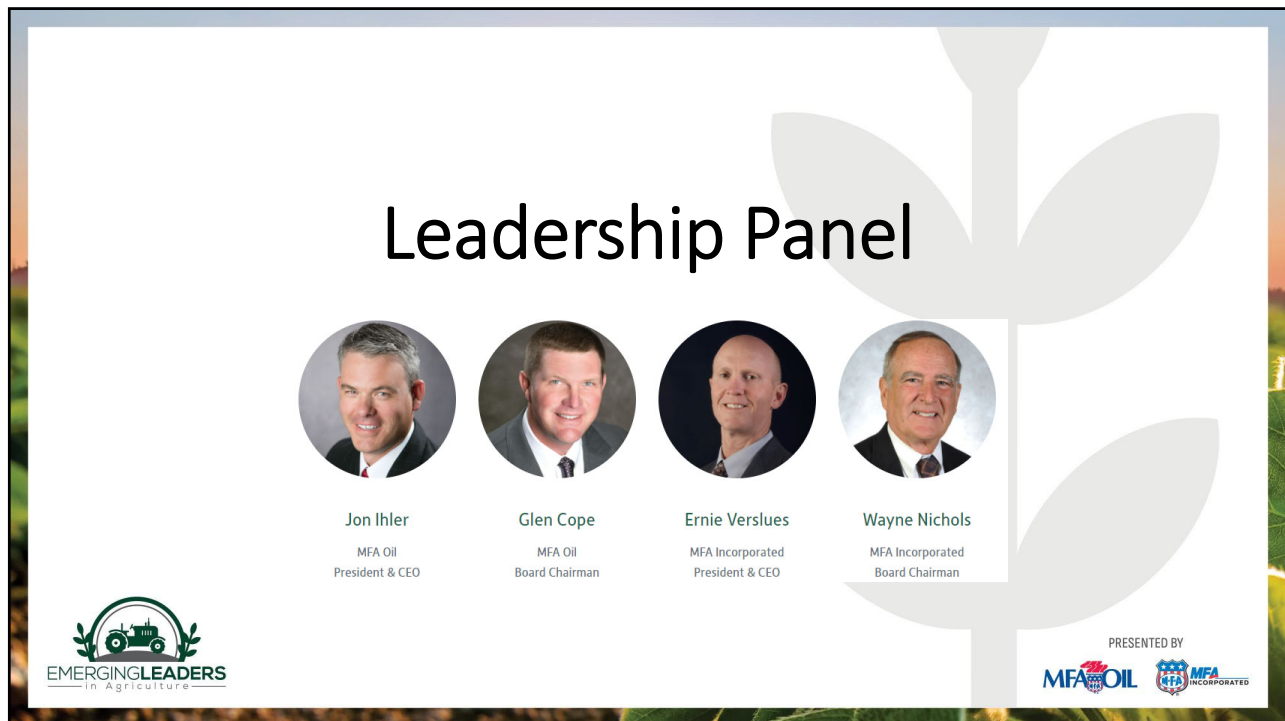 Leadership Panel
Jon Ihler
MFA Oil
President & CEO
Glen Cope
MFA Oil
Board Chairman
Ernie Verslues
MFA Incorporated
President & CEO
Wayne Nichols
MFA Incorporated
Board Chairman
EMERGINGLEADERS
in Agriculture
PRESENTED BY
MFA OIL
MFA
MFA
INCORPORATED